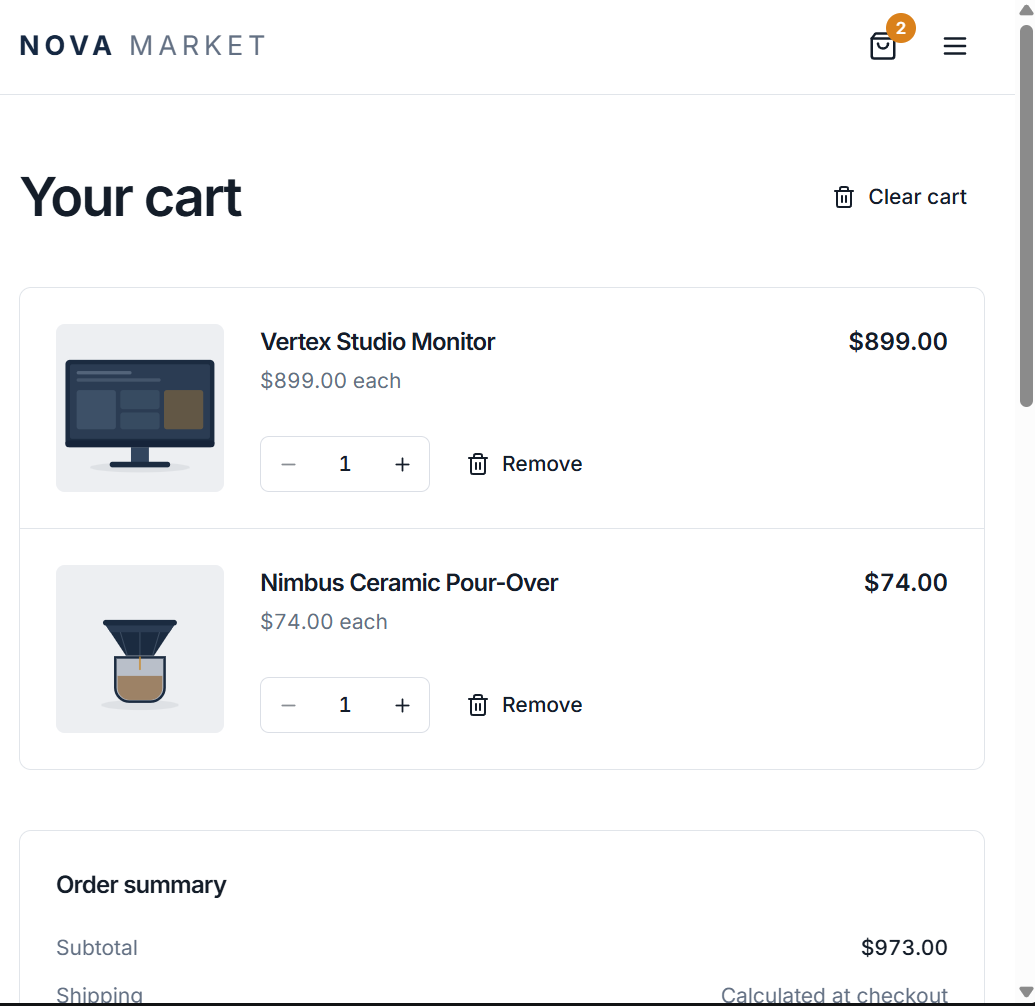 NOVA MARKET
2
Your cart
Clear cart
Vertex Studio Monitor
$899.00
$899.00 each
1
Remove
Nimbus Ceramic Pour-Over
$74.00
$74.00 each
1
Remove
Order summary
Subtotal
$973.00
Shipping
Calculated at checkout